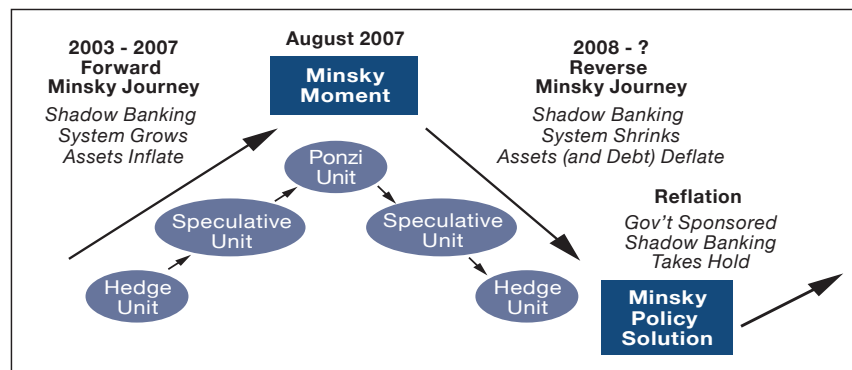 2003 - 2007
Forward
Minsky Journey
Shadow Banking
System Grows
Assets Inflate
August 2007
Minsky
Moment
2008 - ?
Reverse
Minsky Journey
Shadow Banking
System Shrinks
Assets (and Debt) Deflate
Ponzi
Unit
Speculative
Unit
Speculative
Unit
Hedge
Unit
Hedge
Unit
Reflation
Gov't Sponsored
Shadow Banking
Takes Hold
Minsky
Policy
Solution